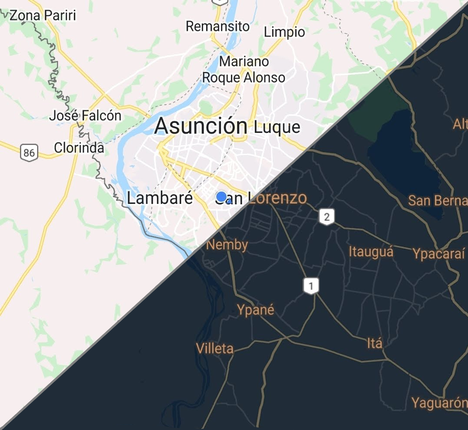 Zona Pariri
Remansito
Limpio
Mariano
Roque Alonso
José Falcón
Asunción
Luque
Clorinda
86
Lambaré
San Lorenzo
2
Nemby
Itauguá
Ypacaraí
San Berna
Alt
1
Ypané
Villeta
Itá
Yaguarón